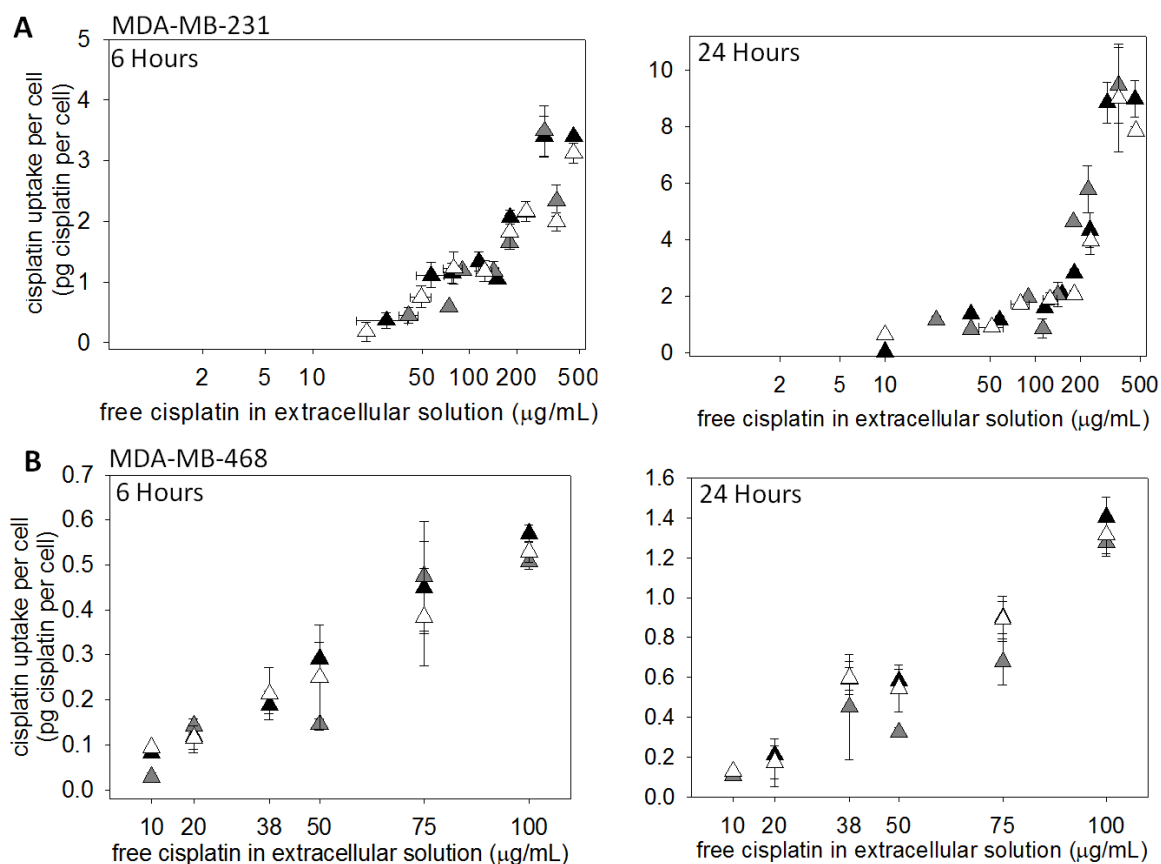 A
MDA-MB-231
6 Hours
24 Hours
cisplatin uptake per cell
(pg cisplatin per cell)
5
4
3
2
1
0
10
8
6
4
2
0
2 5 10 50 100 200 500
2 5 10 50 100 200 500
free cisplatin in extracellular solution (μg/mL)
free cisplatin in extracellular solution (μg/mL)
B
MDA-MB-468
6 Hours
24 Hours
cisplatin uptake per cell
(pg cisplatin per cell)
0.7
0.6
0.5
0.4
0.3
0.2
0.1
0.0
1.6
1.4
1.2
1.0
0.8
0.6
0.4
0.2
0.0
10 20 38 50 75 100
10 20 38 50 75 100
free cisplatin in extracellular solution (μg/mL)
free cisplatin in extracellular solution (μg/mL)